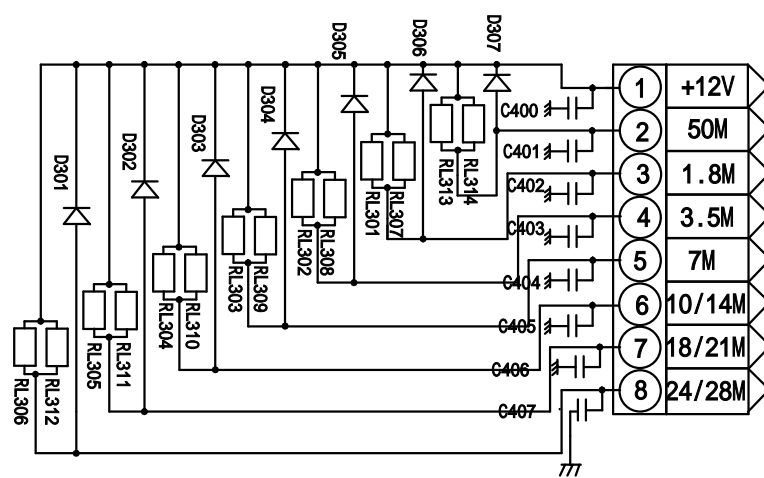 D301
D302
D303
D304
D305
D306
D307
RL306
RL312
RL305
RL311
RL304
RL310
RL303
RL309
RL302
RL308
RL301
RL307
RL313
RL314
C400
C401
C402
C403
C404
C405
C406
C407
1 +12V
2 50M
3 1.8M
4 3.5M
5 7M
6 10/14M
7 18/21M
8 24/28M